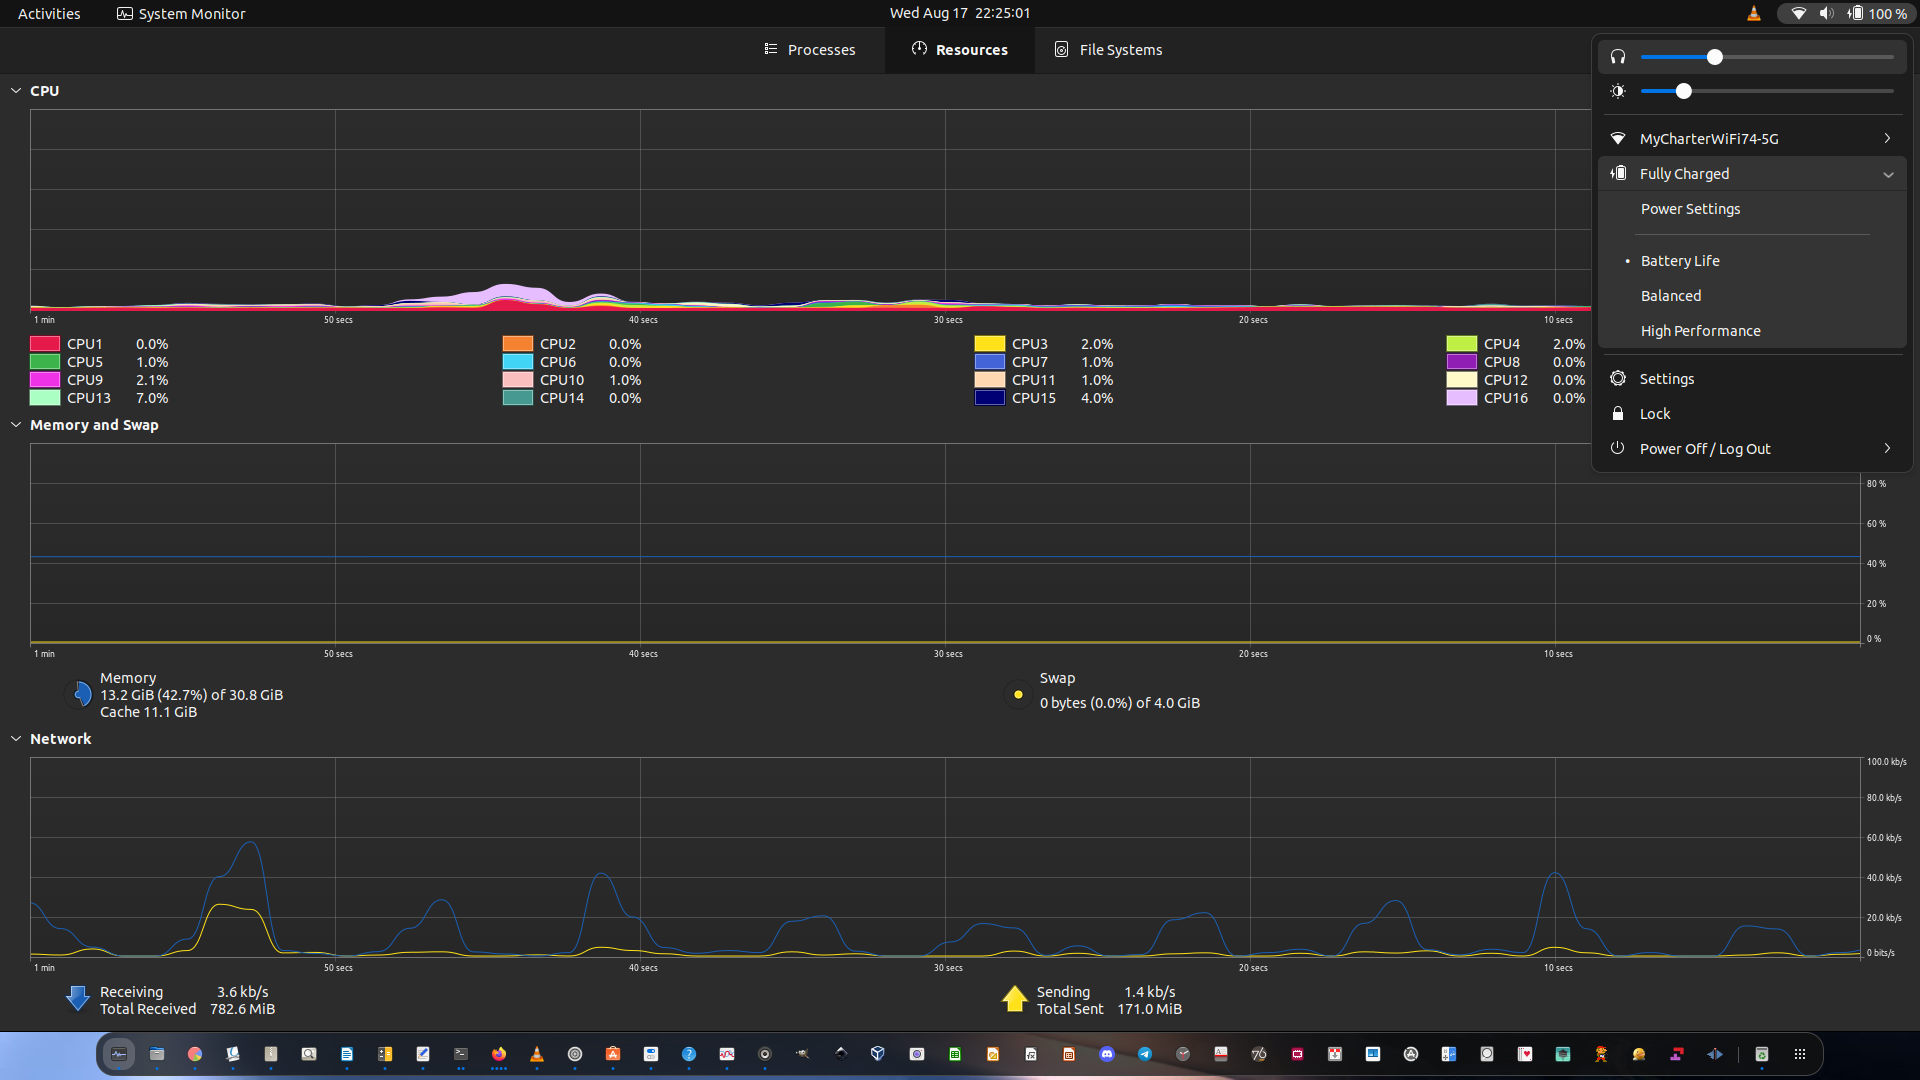 Activities
System Monitor
Wed Aug 17 22:25:01
100 %
Processes
Resources
File Systems
CPU
1 min
50 secs
40 secs
30 secs
20 secs
10 secs
CPU1 0.0%
CPU2 0.0%
CPU3 2.0%
CPU4 2.0%
CPU5 1.0%
CPU6 0.0%
CPU7 1.0%
CPU8 0.0%
CPU9 2.1%
CPU10 1.0%
CPU11 1.0%
CPU12 0.0%
CPU13 7.0%
CPU14 0.0%
CPU15 4.0%
CPU16 0.0%
MyCharterWiFi74-5G
Fully Charged
Power Settings
• Battery Life
Balanced
High Performance
Settings
Lock
Power Off / Log Out
Memory and Swap
80 %
60 %
40 %
20 %
0 %
1 min
50 secs
40 secs
30 secs
20 secs
10 secs
Memory
13.2 GiB (42.7%) of 30.8 GiB
Cache 11.1 GiB
Swap
0 bytes (0.0%) of 4.0 GiB
Network
100.0 kb/s
80.0 kb/s
60.0 kb/s
40.0 kb/s
20.0 kb/s
0 bits/s
1 min
50 secs
40 secs
30 secs
20 secs
10 secs
Receiving 3.6 kb/s
Total Received 782.6 MiB
Sending 1.4 kb/s
Total Sent 171.0 MiB
76